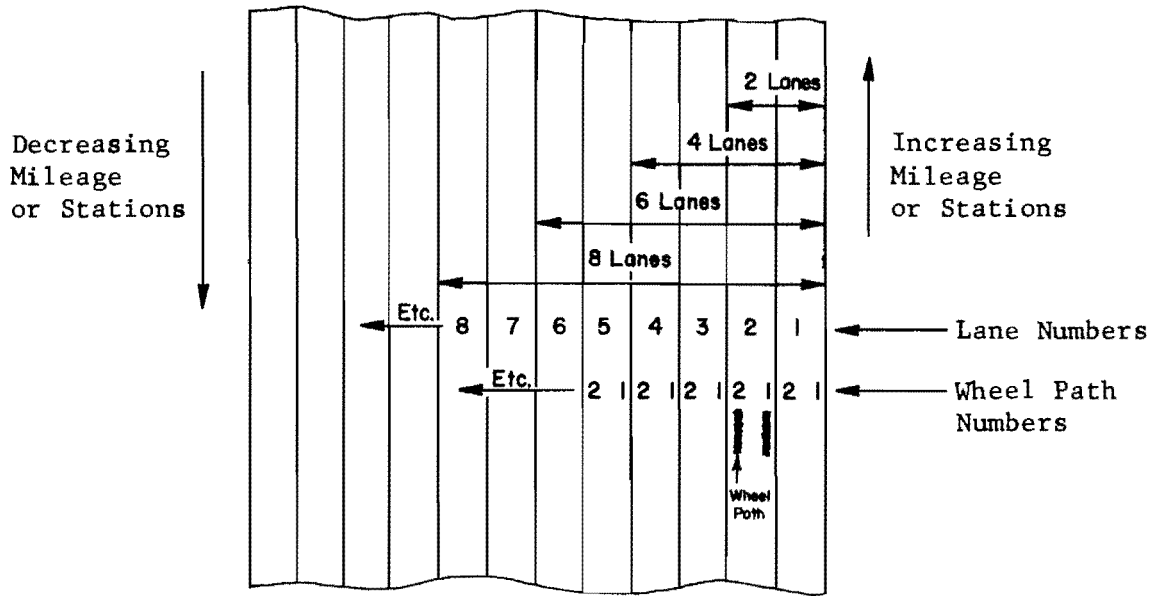 2 Lanes
Decreasing
Mileage
or Stations
4 Lanes
Increasing
Mileage
or Stations
6 Lanes
8 Lanes
Etc. 8 7 6 5 4 3 2 1 Lane Numbers
Etc. 2 1 2 1 2 1 2 1 2 1 Wheel Path
Numbers
Wheel
Path